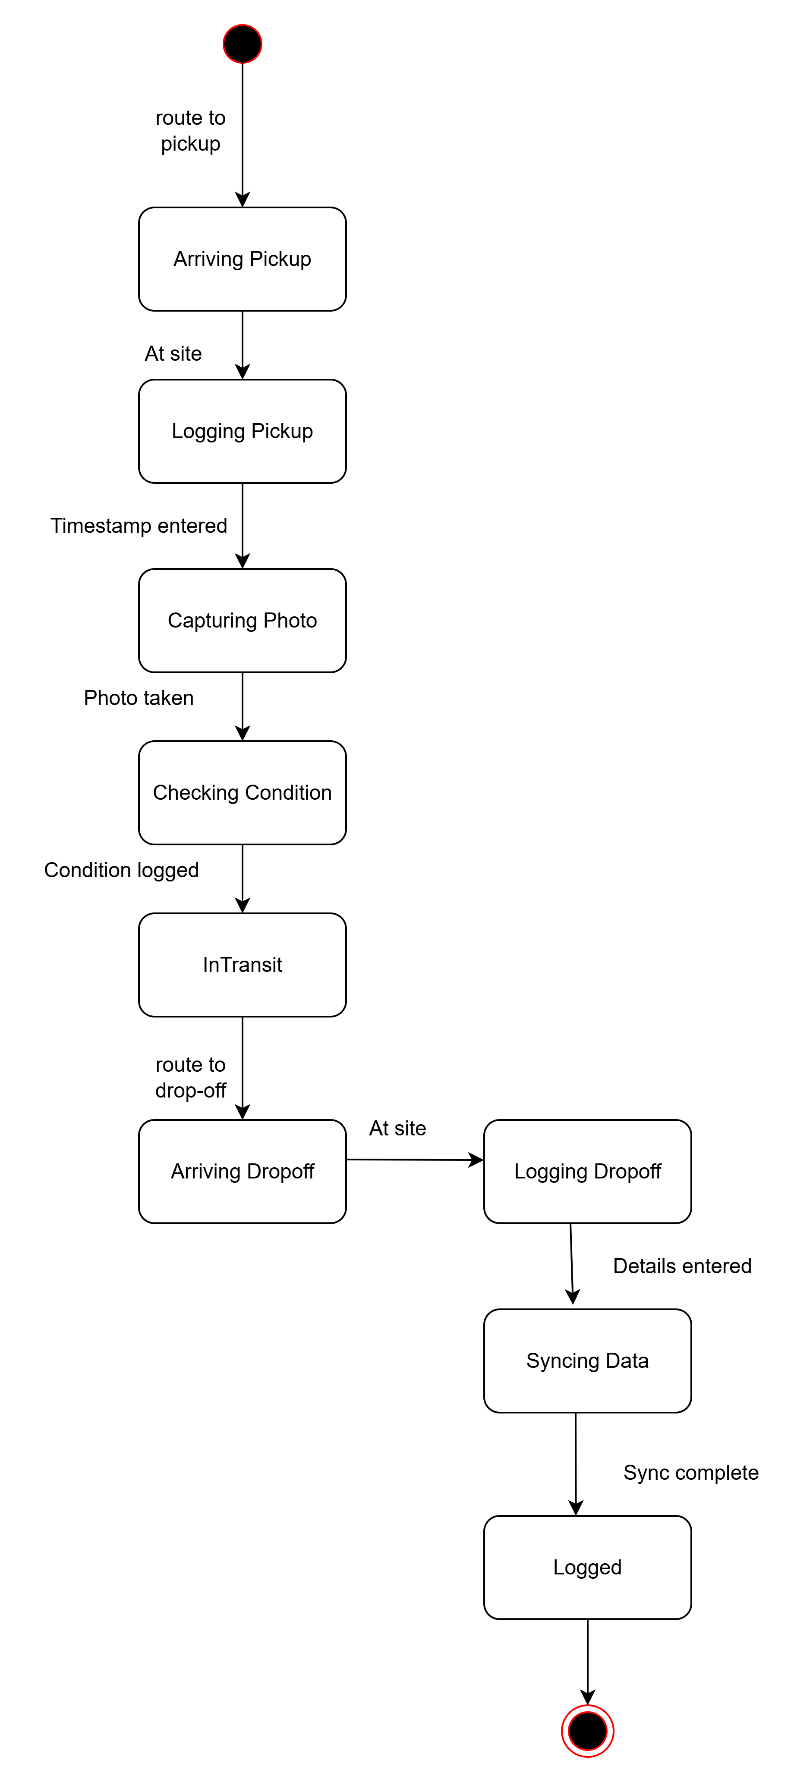 route to
pickup
Arriving Pickup
At site
Logging Pickup
Timestamp entered
Capturing Photo
Photo taken
Checking Condition
Condition logged
InTransit
route to
drop-off
Arriving Dropoff
At site
Logging Dropoff
Details entered
Syncing Data
Sync complete
Logged